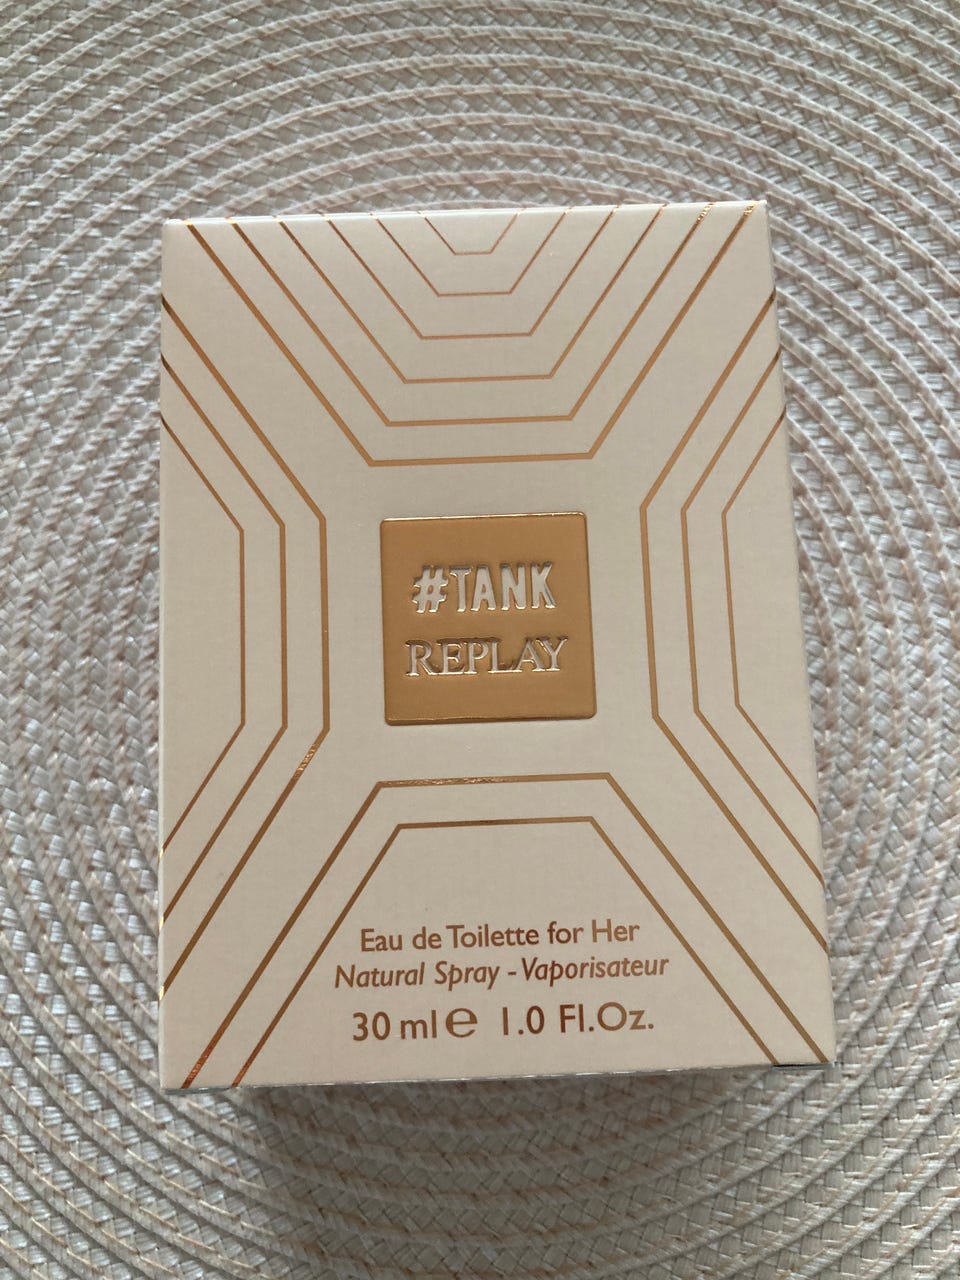 #TANK
REPLAY
Eau de Toilette for Her
Natural Spray - Vaporisateur
30 ml ℮ 1.0 Fl.Oz.